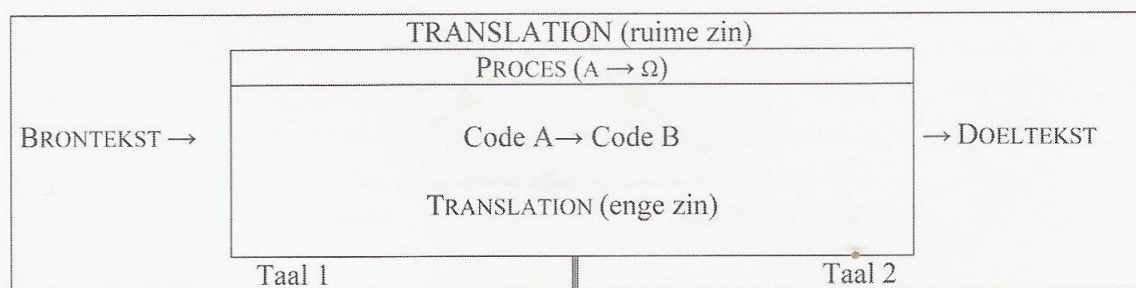 TRANSLATION (ruime zin)
PROCES (A → Ω)
BRONTEKST → Code A → Code B → DOELTEKST
TRANSLATION (enge zin)
Taal 1 Taal 2